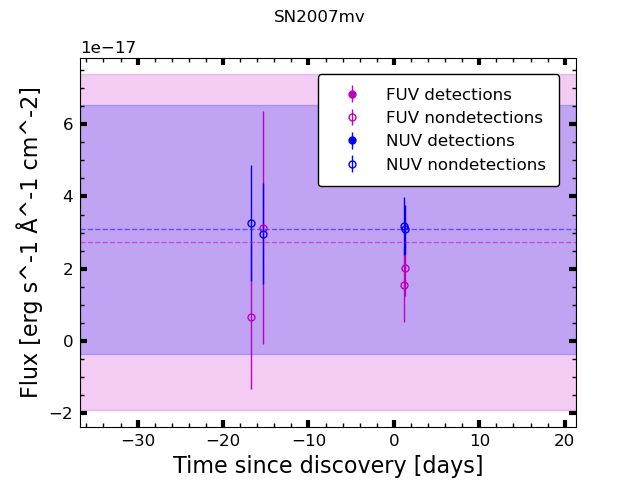 SN2007mv
1e−17
FUV detections
FUV nondetections
NUV detections
NUV nondetections
6
4
2
0
−2
Flux [erg s^-1 Å^-1 cm^-2]
−30
−20
−10
0
10
20
Time since discovery [days]